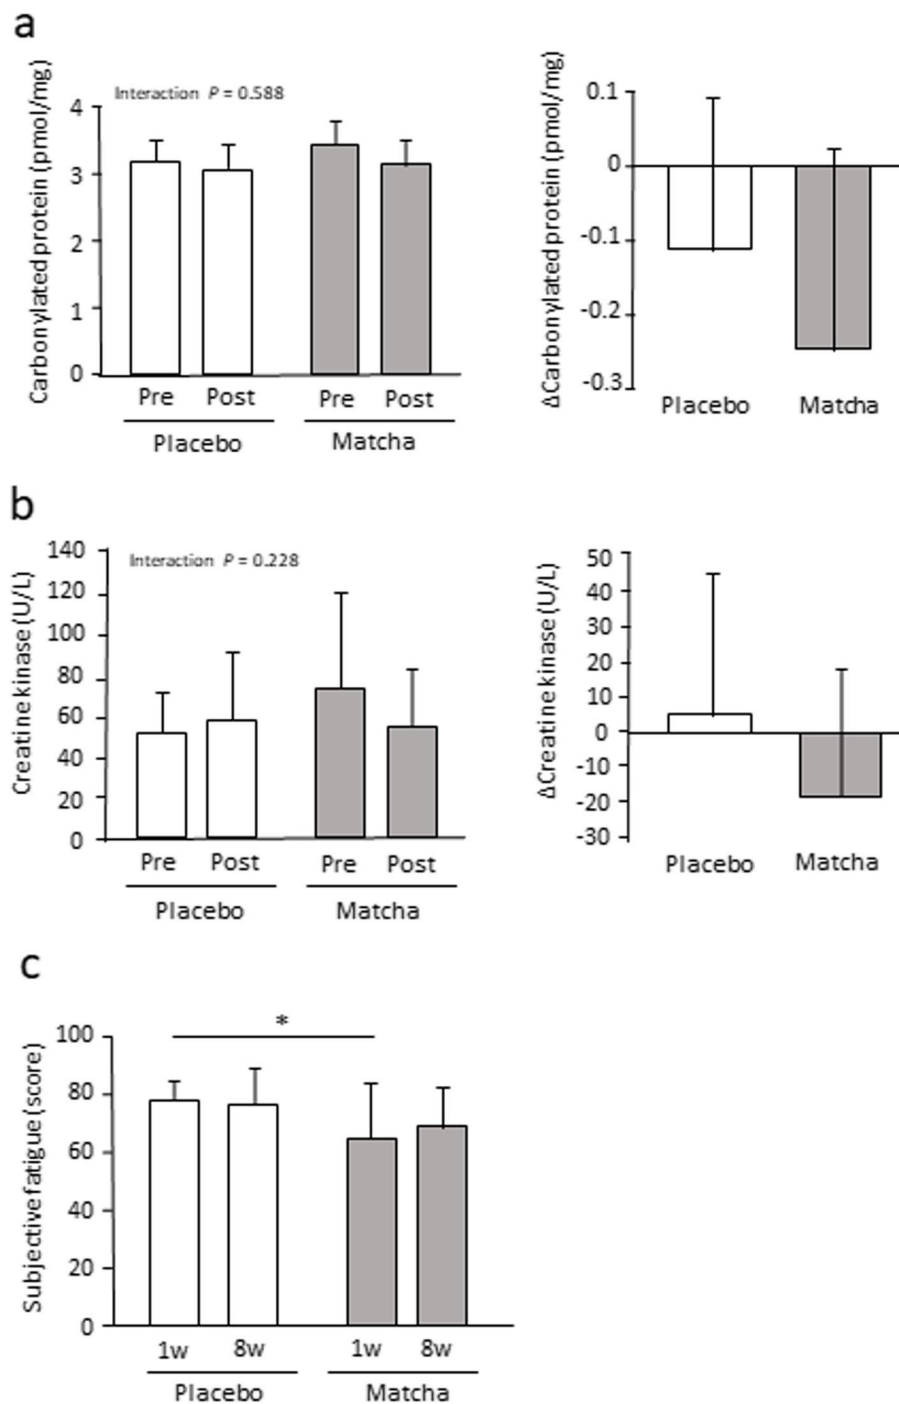 a
Carbonylated protein (pmol/mg)
Interaction P = 0.588
4
3
2
1
0
Pre Post Pre Post
Placebo Matcha
ΔCarbonylated protein (pmol/mg)
0.1
0
-0.1
-0.2
-0.3
Placebo Matcha
b
Creatine kinase (U/L)
Interaction P = 0.228
140
120
100
80
60
40
20
0
Pre Post Pre Post
Placebo Matcha
ΔCreatine kinase (U/L)
50
40
30
20
10
0
-10
-20
-30
Placebo Matcha
c
Subjective fatigue (score)
*
100
80
60
40
20
0
1w 8w 1w 8w
Placebo Matcha